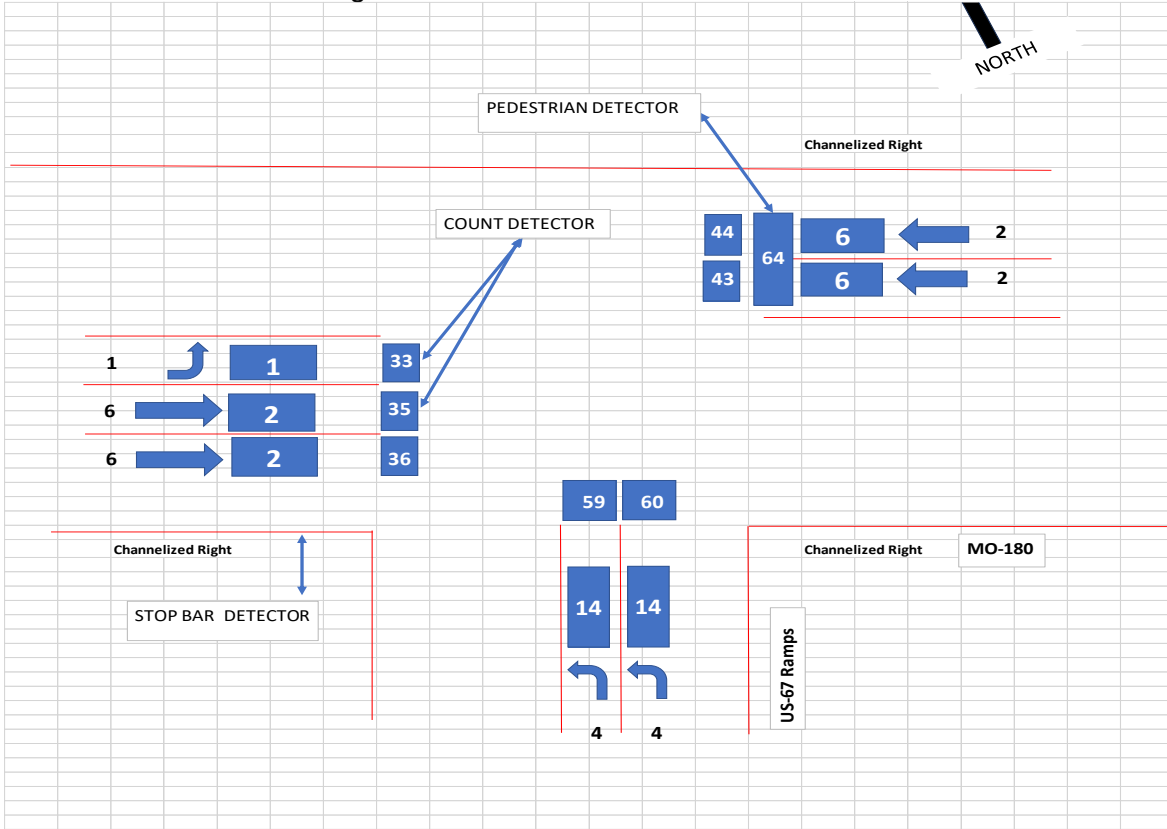 NORTH
PEDESTRIAN DETECTOR
Channelized Right
COUNT DETECTOR
44
64
6
2
43
6
2
1
1
33
6
2
35
6
2
36
59
60
Channelized Right
Channelized Right
MO-180
STOP BAR DETECTOR
14
14
US-67 Ramps
4
4